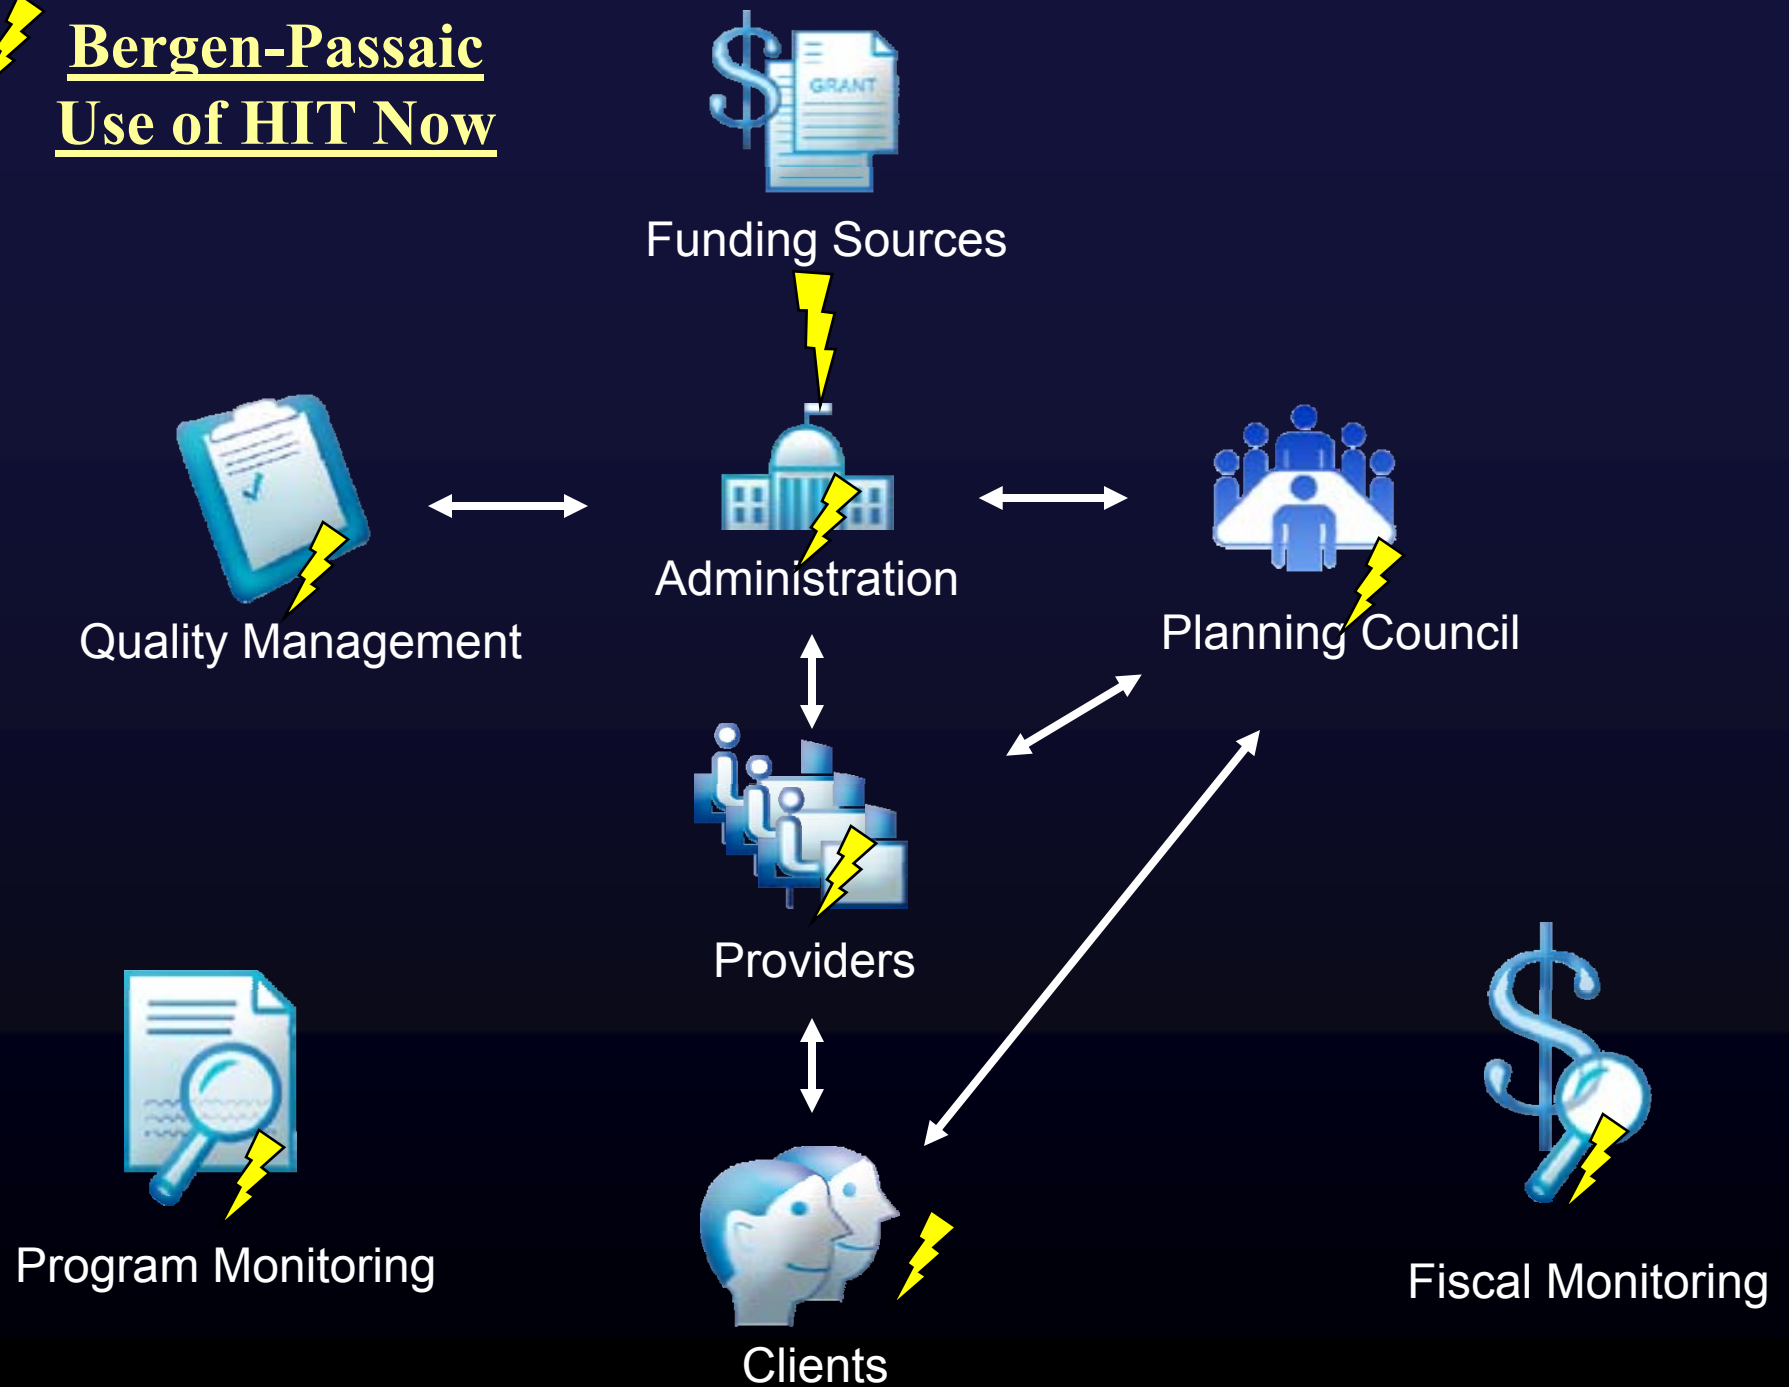 Bergen-Passaic
Use of HIT Now
GRANT
Funding Sources
Administration
Quality Management
Planning Council
Providers
Program Monitoring
Fiscal Monitoring
Clients